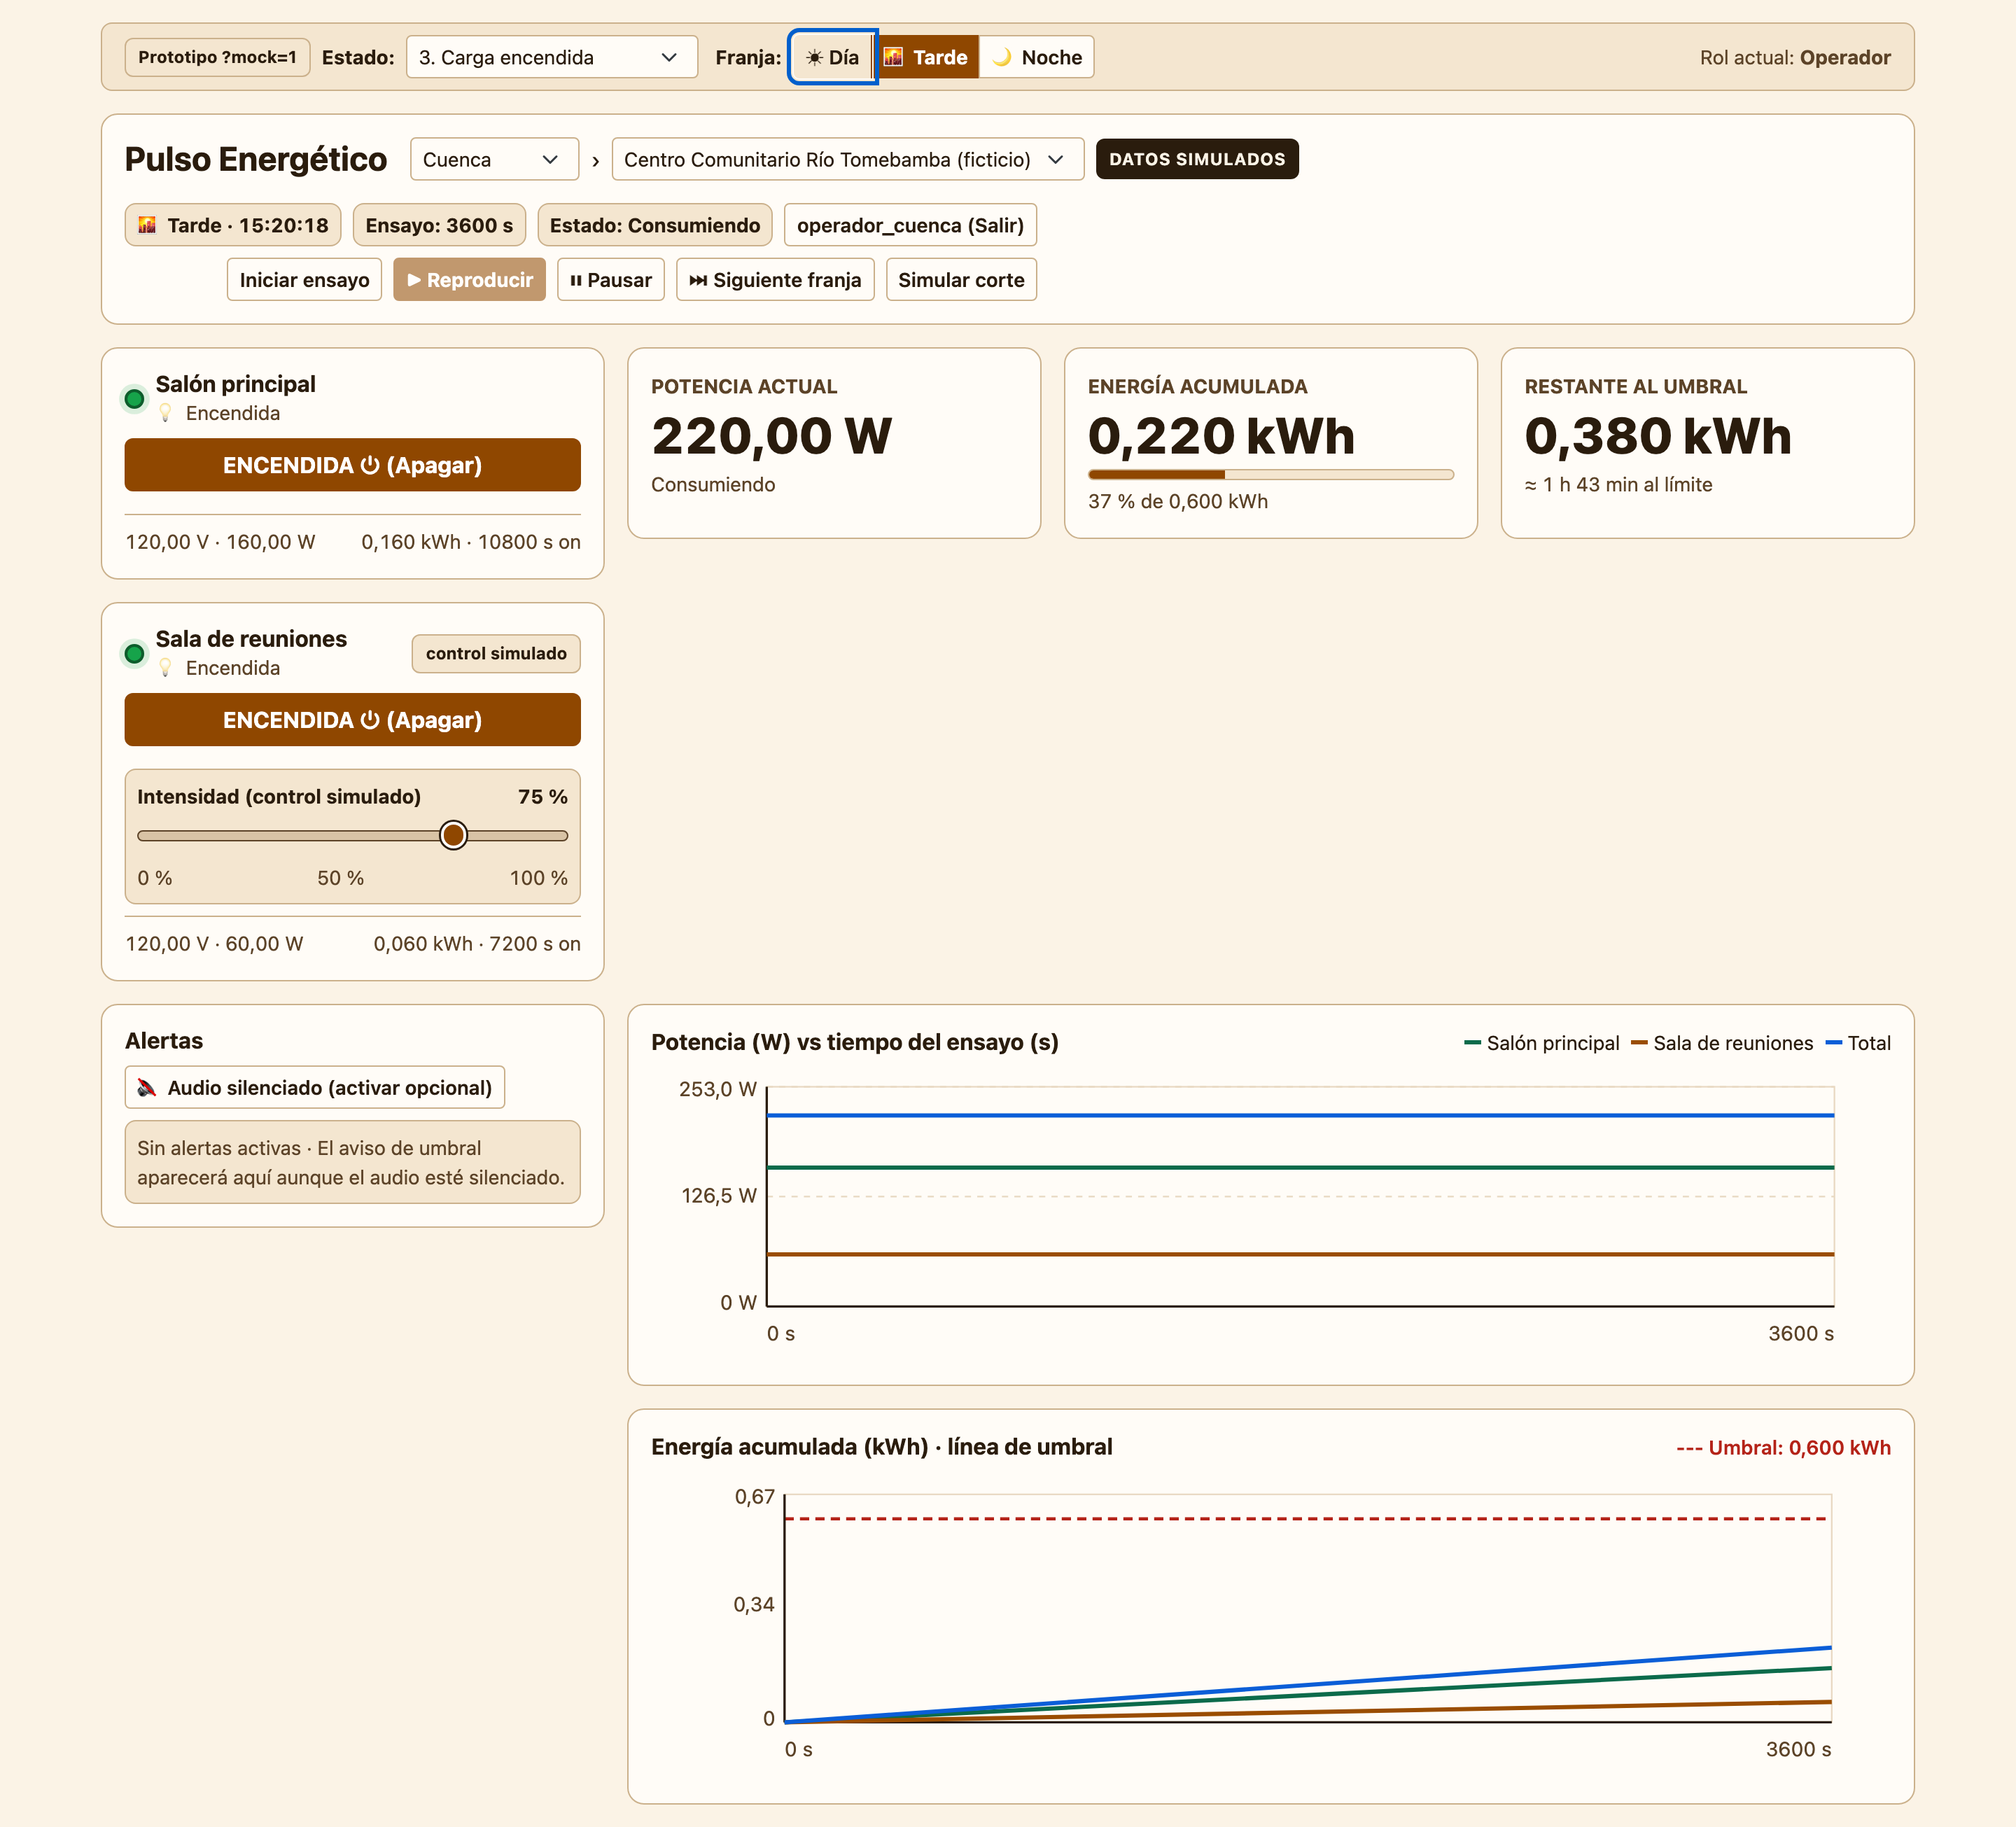 Prototipo ?mock=1 Estado: 3. Carga encendida Franja: ☀ Día 🌇 Tarde 🌙 Noche Rol actual: Operador
Pulso Energético Cuenca › Centro Comunitario Río Tomebamba (ficticio) DATOS SIMULADOS
🌇 Tarde · 15:20:18 Ensayo: 3600 s Estado: Consumiendo operador_cuenca (Salir)
Iniciar ensayo ▶ Reproducir ⏸ Pausar ⏭ Siguiente franja Simular corte
Salón principal
💡 Encendida
ENCENDIDA ⏻ (Apagar)
120,00 V · 160,00 W 0,160 kWh · 10800 s on
POTENCIA ACTUAL
220,00 W
Consumiendo
ENERGÍA ACUMULADA
0,220 kWh
37 % de 0,600 kWh
RESTANTE AL UMBRAL
0,380 kWh
≈ 1 h 43 min al límite
Sala de reuniones
💡 Encendida
control simulado
ENCENDIDA ⏻ (Apagar)
Intensidad (control simulado) 75 %
0 % 50 % 100 %
120,00 V · 60,00 W 0,060 kWh · 7200 s on
Alertas
🔇 Audio silenciado (activar opcional)
Sin alertas activas · El aviso de umbral
aparecerá aquí aunque el audio esté silenciado.
Potencia (W) vs tiempo del ensayo (s) Salón principal Sala de reuniones Total
253,0 W
126,5 W
0 W
0 s 3600 s
Energía acumulada (kWh) · línea de umbral --- Umbral: 0,600 kWh
0,67
0,34
0
0 s 3600 s